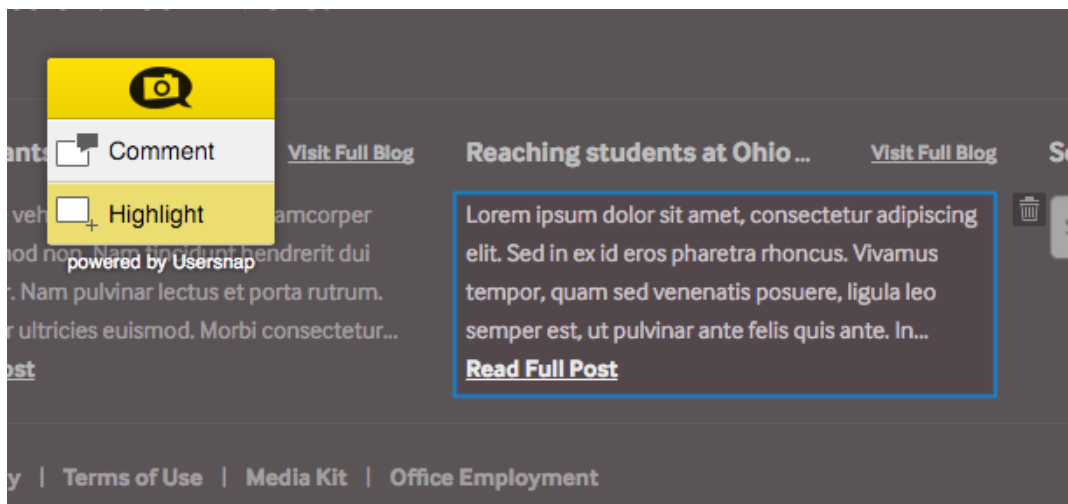 Comment
Highlight
powered by Usersnap
Visit Full Blog
amcorper
hendrerit dui
r. Nam pulvinar lectus et porta rutrum.
r ultricies euismod. Morbi consectetur...
Reaching students at Ohio ...
Visit Full Blog
Lorem ipsum dolor sit amet, consectetur adipiscing
elit. Sed in ex id eros pharetra rhoncus. Vivamus
tempor, quam sed venenatis posuere, ligula leo
semper est, ut pulvinar ante felis quis ante. In...
Read Full Post
y | Terms of Use | Media Kit | Office Employment